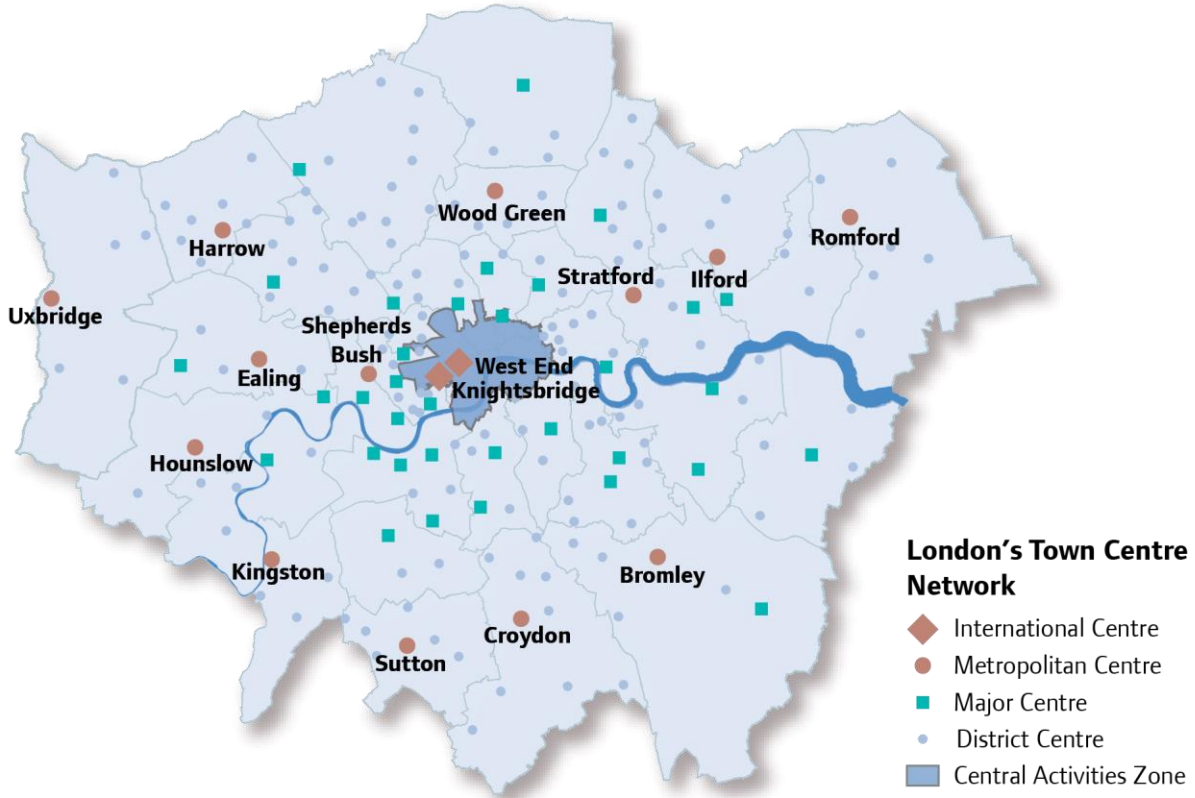 Wood Green
Harrow
Romford
Stratford
Ilford
Uxbridge
Shepherds
Bush
West End
Ealing
Knightsbridge
Hounslow
Kingston
Bromley
Croydon
Sutton
London’s Town Centre
Network
International Centre
Metropolitan Centre
Major Centre
District Centre
Central Activities Zone